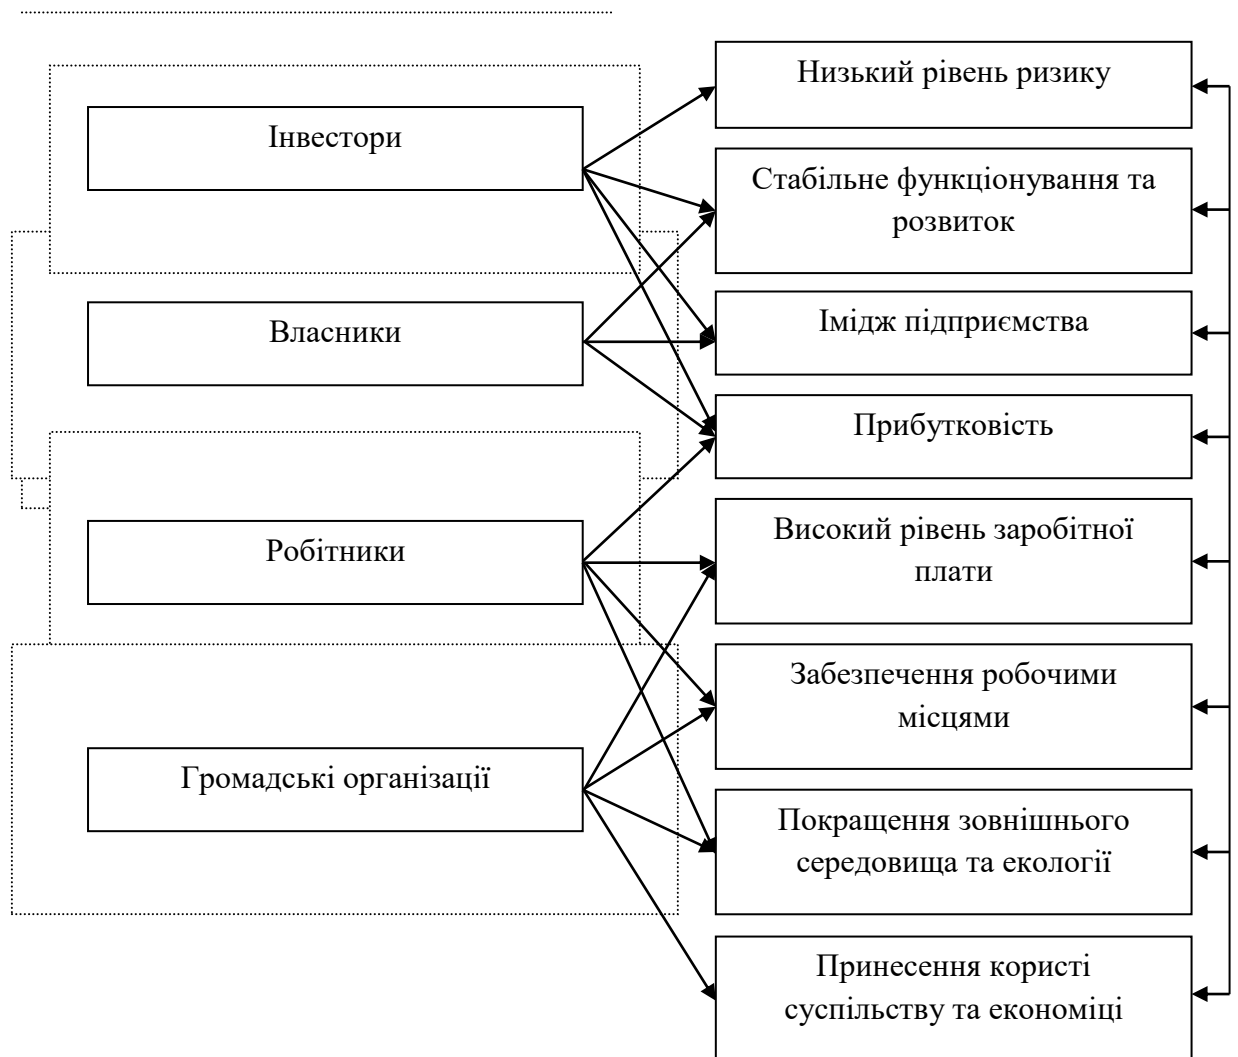 Інвестори
Власники
Робітники
Громадські організації
Низький рівень ризику
Стабільне функціонування та
розвиток
Імідж підприємства
Прибутковість
Високий рівень заробітної
плати
Забезпечення робочими
місцями
Покращення зовнішнього
середовища та екології
Принесення користі
суспільству та економіці